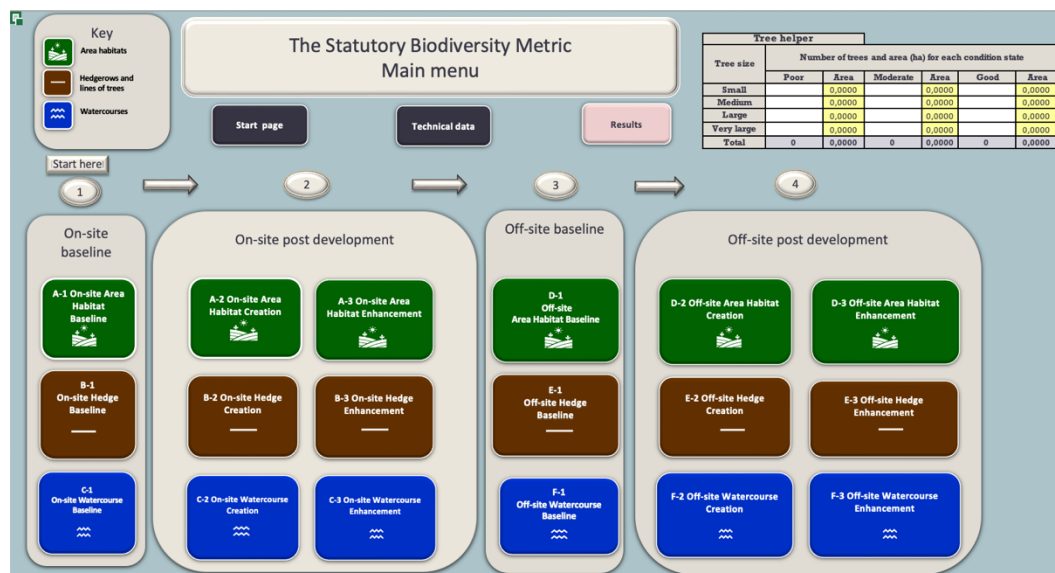 Key
Area habitats
Hedgerows and
lines of trees
Watercourses
The Statutory Biodiversity Metric
Main menu
Start page
Technical data
Results
Tree helper
Tree size
Number of trees and area (ha) for each condition state
Poor Area Moderate Area Good Area
Small 0,0000 0,0000 0,0000
Medium 0,0000 0,0000 0,0000
Large 0,0000 0,0000 0,0000
Very large 0,0000 0,0000 0,0000
Total 0 0,0000 0 0,0000 0 0,0000
Start here
1
2
3
4
On-site
baseline
A-1 On-site Area
Habitat
Baseline
B-1
On-site Hedge
Baseline
C-1
On-site Watercourse
Baseline
On-site post development
A-2 On-site Area
Habitat Creation
A-3 On-site Area
Habitat Enhancement
B-2 On-site Hedge
Creation
B-3 On-site Hedge
Enhancement
C-2 On-site Watercourse
Creation
C-3 On-site Watercourse
Enhancement
Off-site baseline
D-1
Off-site
Area Habitat Baseline
E-1
Off-site Hedge
Baseline
F-1
Off-site Watercourse
Baseline
Off-site post development
D-2 Off-site Area Habitat
Creation
D-3 Off-site Area Habitat
Enhancement
E-2 Off-site Hedge
Creation
E-3 Off-site Hedge
Enhancement
F-2 Off-site Watercourse
Creation
F-3 Off-site Watercourse
Enhancement